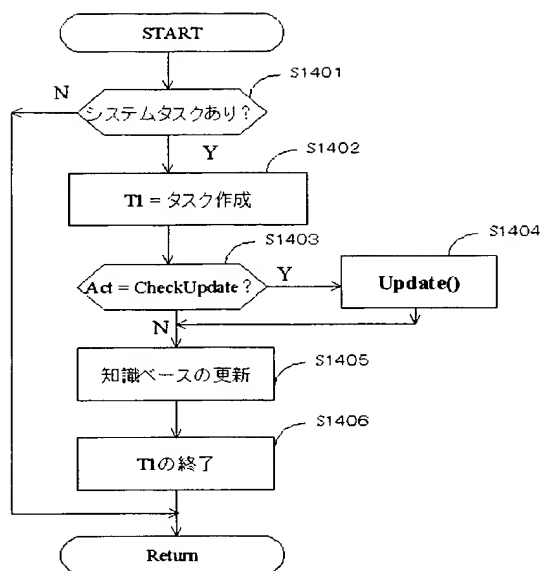 START
S1401
N
システムタスクあり?
Y
S1402
T1 = タスク作成
S1403
S1404
Act = CheckUpdate ?
Y
Update()
N
S1405
知識ベースの更新
S1406
T1の終了
Return